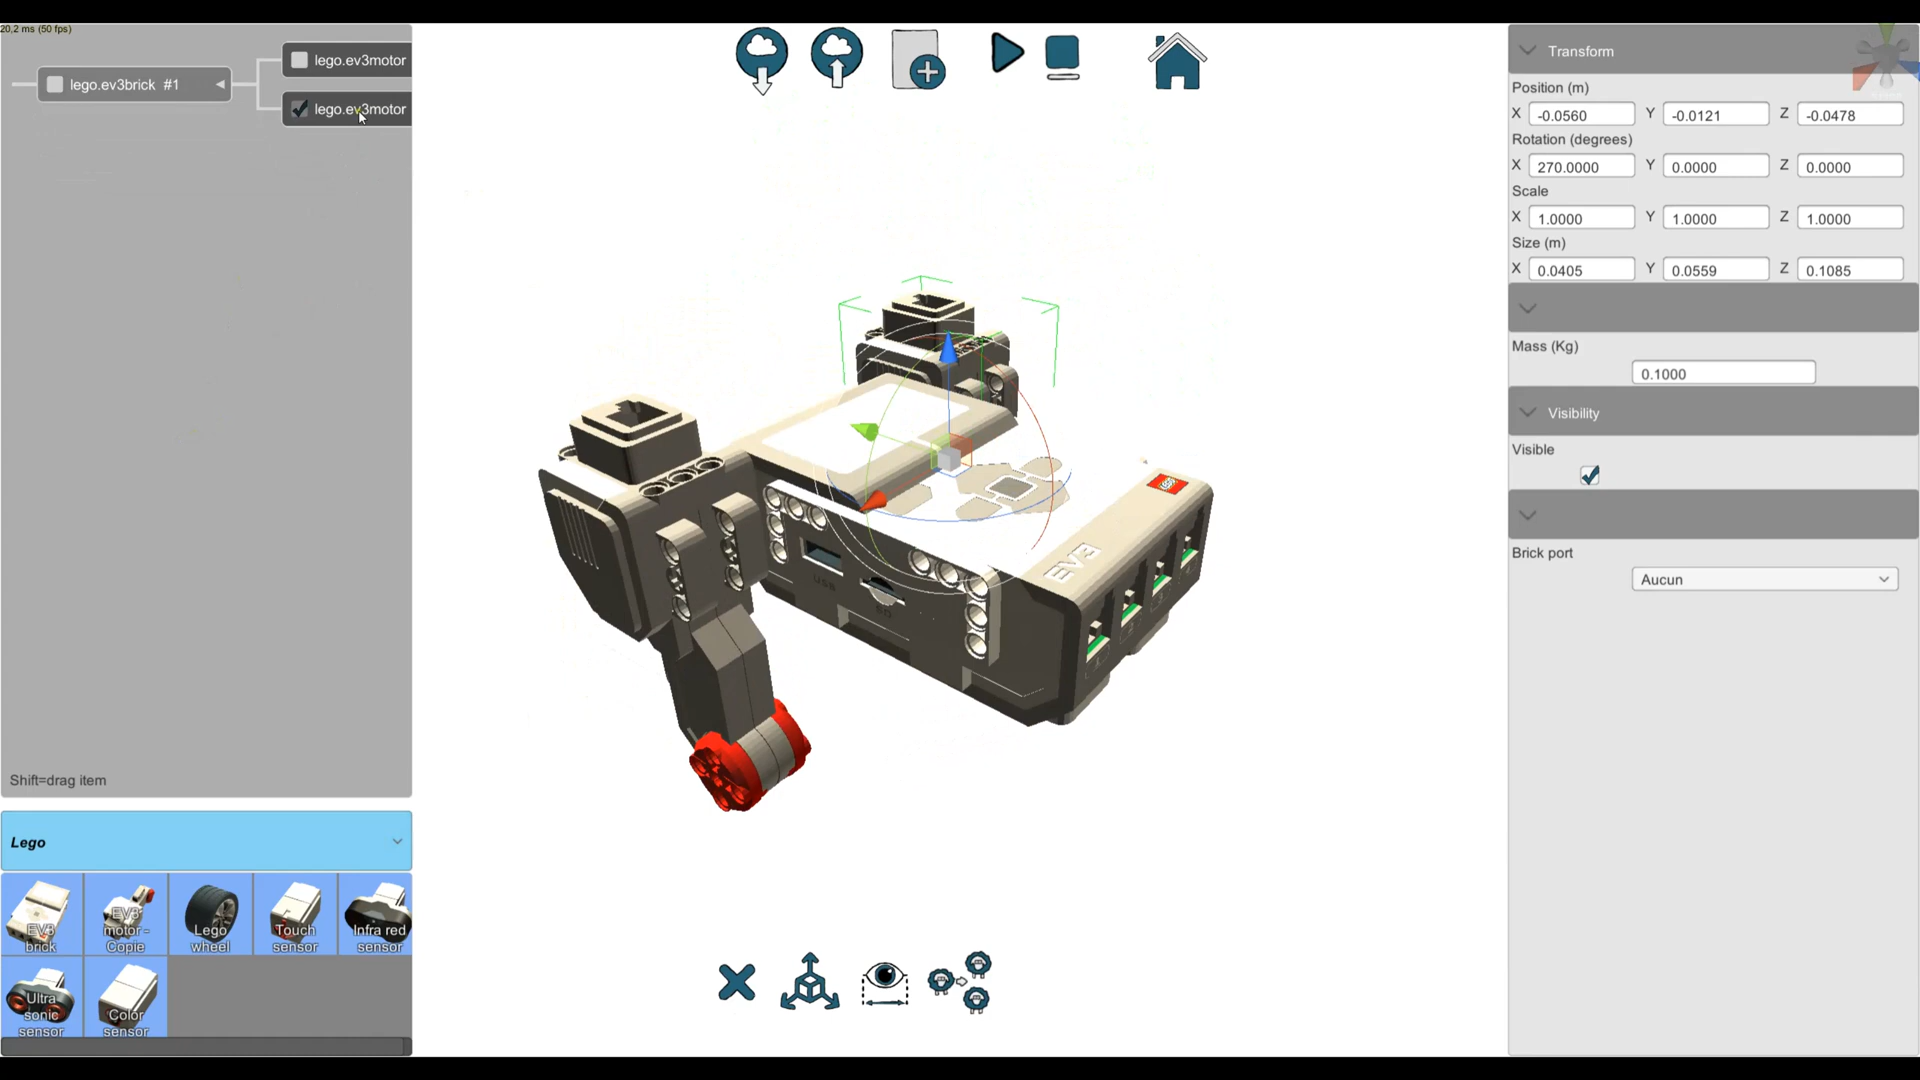 20,2 ms (50 fps)
lego.ev3brick #1
lego.ev3motor
lego.ev3motor
Shift=drag item
Lego
EV3 brick
EV3 motor - Copie
Lego wheel
Touch sensor
Infra red sensor
Ultra sonic sensor
Color sensor
USB
SD
EV3
LEGO
Transform
Position (m)
X -0.0560 Y -0.0121 Z -0.0478
Rotation (degrees)
X 270.0000 Y 0.0000 Z 0.0000
Scale
X 1.0000 Y 1.0000 Z 1.0000
Size (m)
X 0.0405 Y 0.0559 Z 0.1085
Mass (Kg)
0.1000
Visibility
Visible
Brick port
Aucun